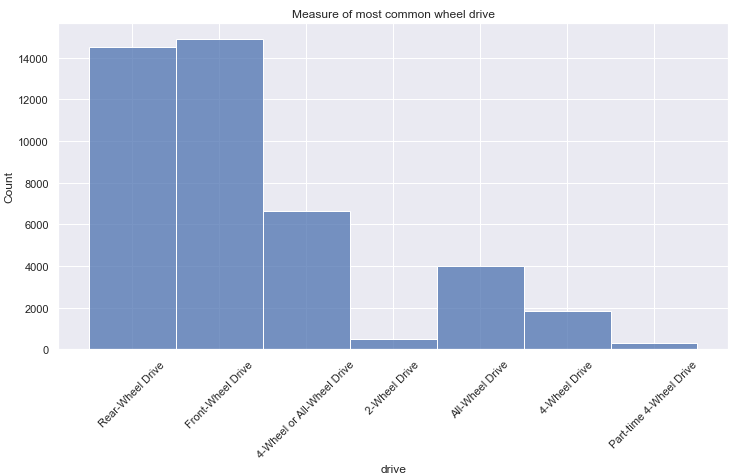 Measure of most common wheel drive
14000
12000
10000
8000
6000
4000
2000
0
Count
Rear-Wheel Drive
Front-Wheel Drive
4-Wheel or All-Wheel Drive
2-Wheel Drive
All-Wheel Drive
4-Wheel Drive
Part-time 4-Wheel Drive
drive